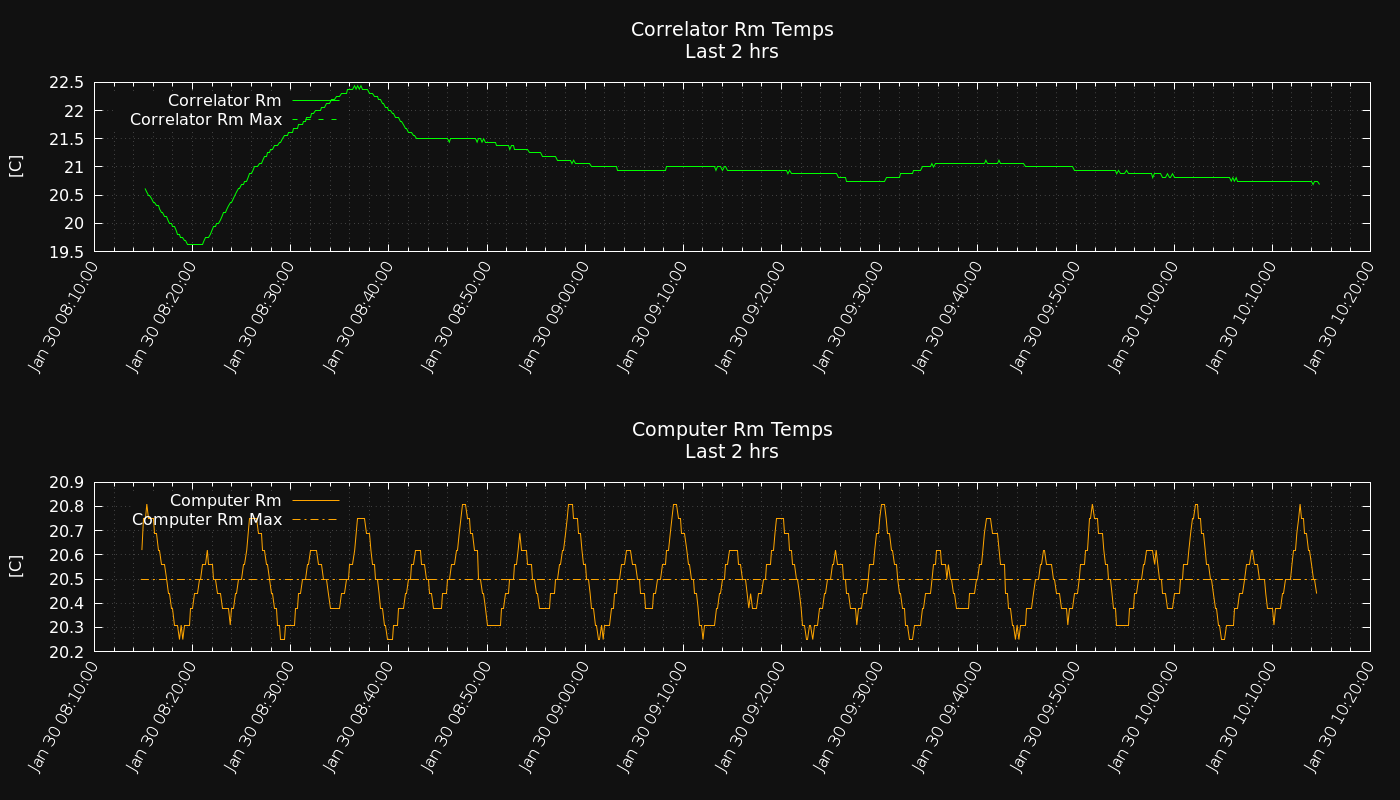 Correlator Rm Temps
Last 2 hrs
[C]
22.5
22
21.5
21
20.5
20
19.5
Correlator Rm
Correlator Rm Max
Jan 30 08:10:00
Jan 30 08:20:00
Jan 30 08:30:00
Jan 30 08:40:00
Jan 30 08:50:00
Jan 30 09:00:00
Jan 30 09:10:00
Jan 30 09:20:00
Jan 30 09:30:00
Jan 30 09:40:00
Jan 30 09:50:00
Jan 30 10:00:00
Jan 30 10:10:00
Jan 30 10:20:00
Computer Rm Temps
Last 2 hrs
[C]
20.9
20.8
20.7
20.6
20.5
20.4
20.3
20.2
Computer Rm
Computer Rm Max
Jan 30 08:10:00
Jan 30 08:20:00
Jan 30 08:30:00
Jan 30 08:40:00
Jan 30 08:50:00
Jan 30 09:00:00
Jan 30 09:10:00
Jan 30 09:20:00
Jan 30 09:30:00
Jan 30 09:40:00
Jan 30 09:50:00
Jan 30 10:00:00
Jan 30 10:10:00
Jan 30 10:20:00